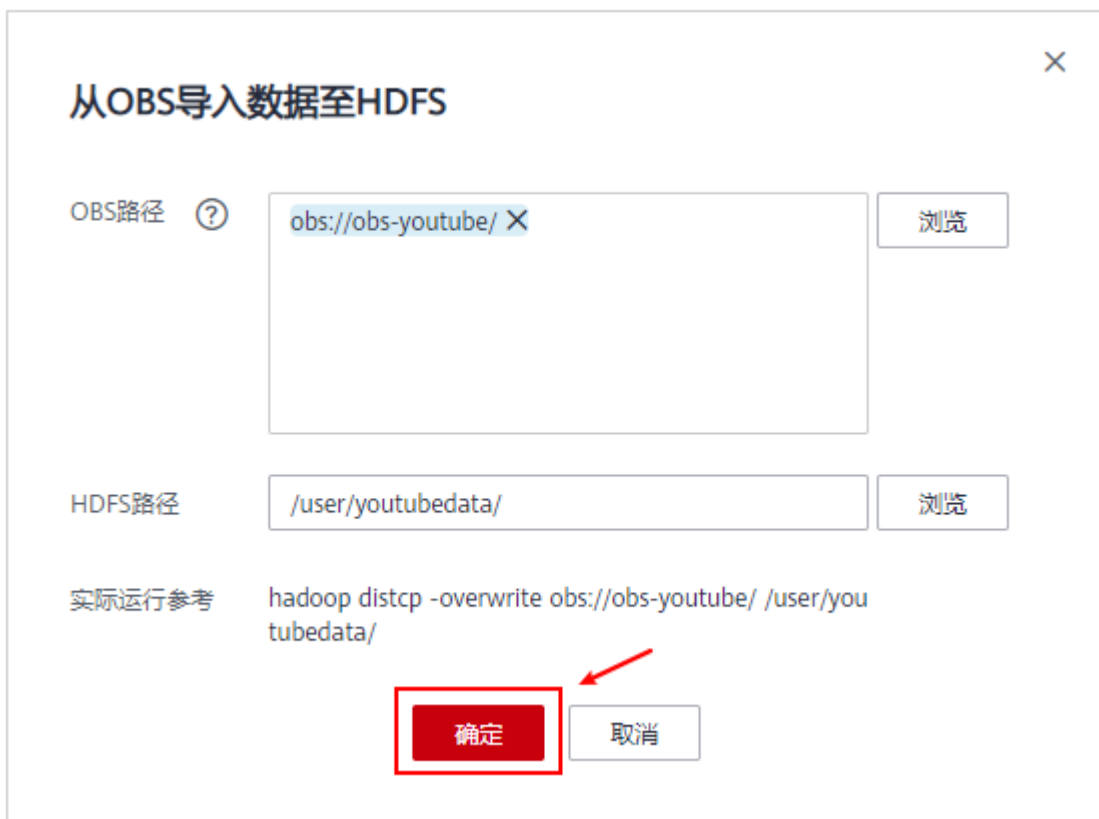 从OBS导入数据至HDFS
OBS路径 ? obs://obs-youtube/ 浏览
HDFS路径 /user/youtubedata/ 浏览
实际运行参考 hadoop distcp -overwrite obs://obs-youtube/ /user/you
tubedata/
确定 取消